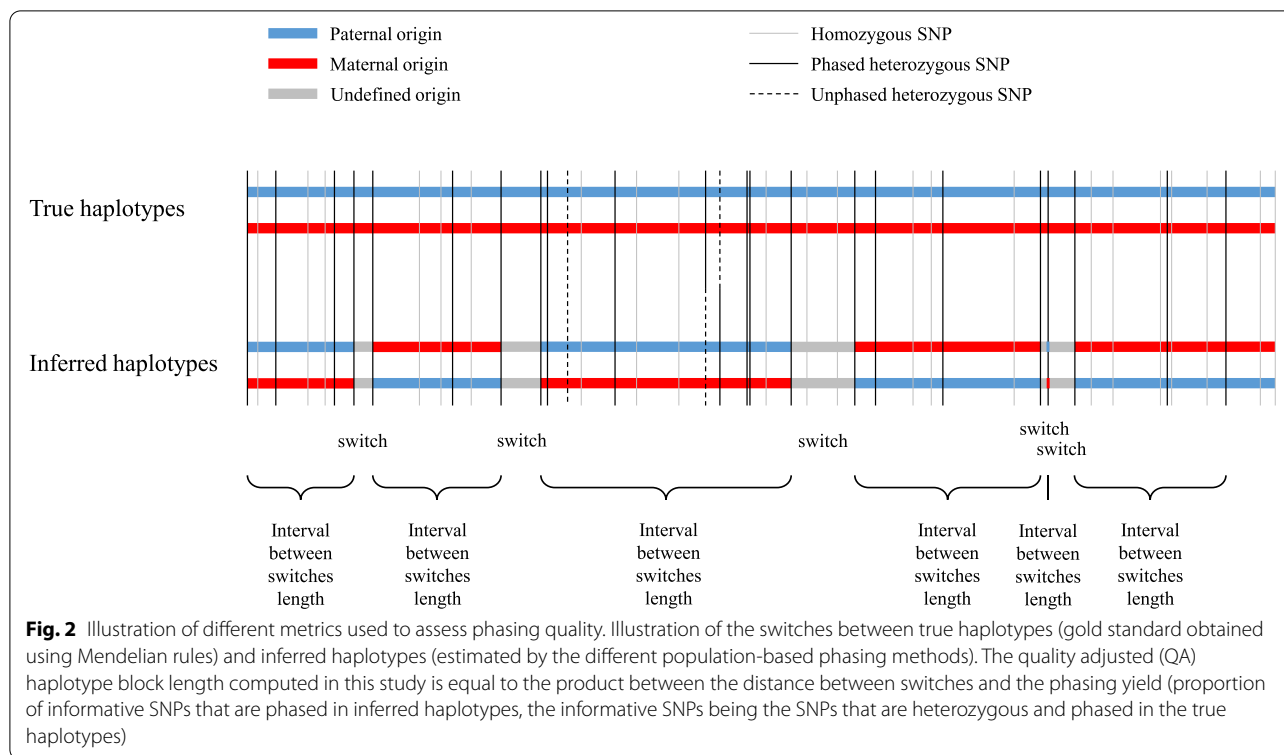 Paternal origin
Maternal origin
Undefined origin
Homozygous SNP
Phased heterozygous SNP
Unphased heterozygous SNP
True haplotypes
Inferred haplotypes
switch
switch
switch
switch
switch
Interval
between
switches
length
Interval
between
switches
length
Interval
between
switches
length
Interval
between
switches
length
Interval
between
switches
length
Interval
between
switches
length
Fig. 2 Illustration of different metrics used to assess phasing quality. Illustration of the switches between true haplotypes (gold standard obtained
using Mendelian rules) and inferred haplotypes (estimated by the different population-based phasing methods). The quality adjusted (QA)
haplotype block length computed in this study is equal to the product between the distance between switches and the phasing yield (proportion
of informative SNPs that are phased in inferred haplotypes, the informative SNPs being the SNPs that are heterozygous and phased in the true
haplotypes)